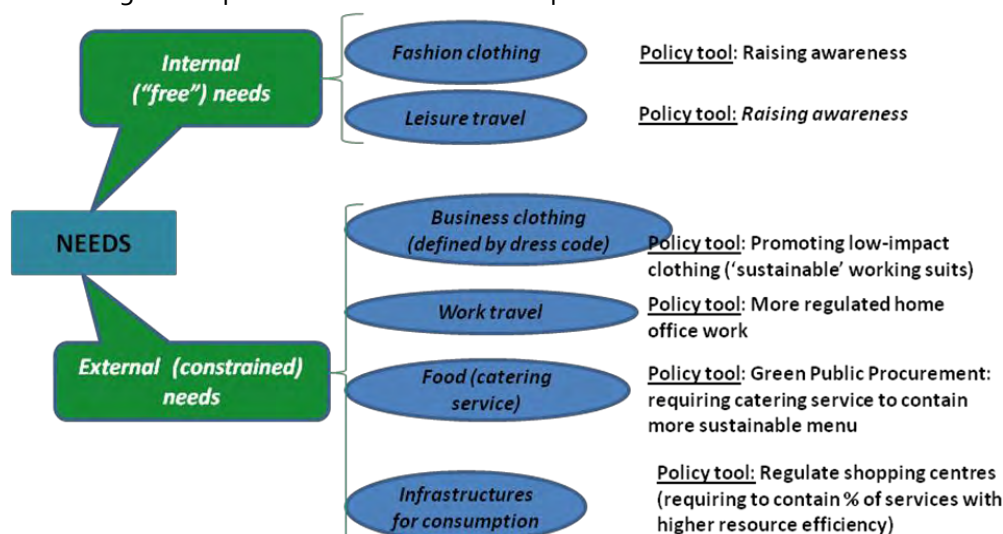 Internal
("free") needs
Fashion clothing
Policy tool: Raising awareness
Leisure travel
Policy tool: Raising awareness
NEEDS
External (constrained)
needs
Business clothing
(defined by dress code)
Policy tool: Promoting low-impact
clothing ('sustainable' working suits)
Work travel
Policy tool: More regulated home
office work
Food (catering
service)
Policy tool: Green Public Procurement:
requiring catering service to contain
more sustainable menu
Infrastructures
for consumption
Policy tool: Regulate shopping centres
(requiring to contain % of services with
higher resource efficiency)